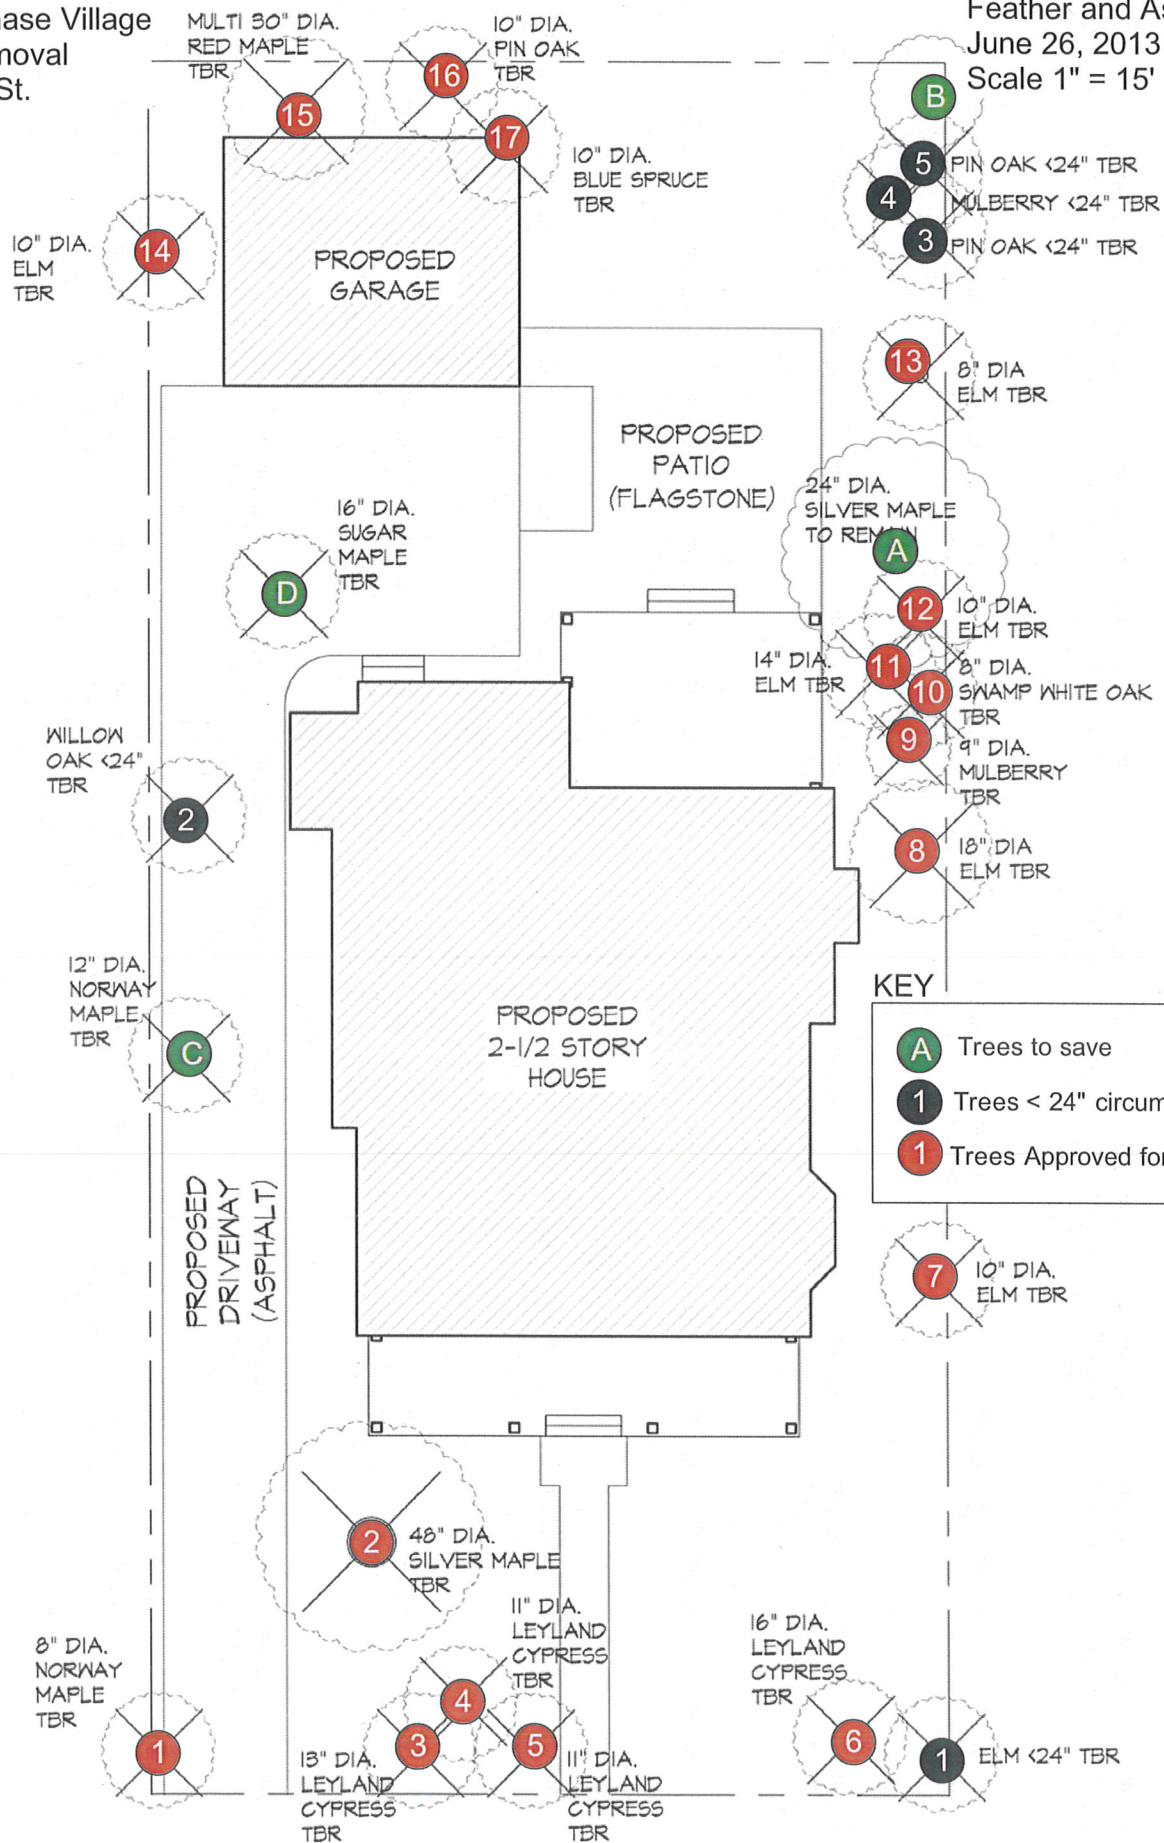 ase Village
moval
St.
Feather and As
June 26, 2013
Scale 1" = 15'
MULTI 30" DIA.
RED MAPLE
TBR
15
16
10" DIA.
PIN OAK
TBR
17
10" DIA.
BLUE SPRUCE
TBR
B
5 PIN OAK <24" TBR
4 MULBERRY <24" TBR
3 PIN OAK <24" TBR
10" DIA.
ELM
TBR
14
PROPOSED
GARAGE
13
8" DIA
ELM TBR
PROPOSED
PATIO
(FLAGSTONE)
24" DIA.
SILVER MAPLE
TO REMAIN
A
16" DIA.
SUGAR
MAPLE
TBR
D
12
10" DIA.
ELM TBR
14" DIA.
ELM TBR
11
10
8" DIA.
SWAMP WHITE OAK
TBR
9
9" DIA.
MULBERRY
TBR
WILLOW
OAK <24"
TBR
2
8
18" DIA
ELM TBR
12" DIA.
NORWAY
MAPLE
TBR
C
PROPOSED
2-1/2 STORY
HOUSE
KEY
A Trees to save
1 Trees < 24" circum
1 Trees Approved for
PROPOSED
DRIVEWAY
(ASPHALT)
7
10" DIA.
ELM TBR
2
48" DIA.
SILVER MAPLE
TBR
11" DIA.
LEYLAND
CYPRESS
TBR
4
16" DIA.
LEYLAND
CYPRESS
TBR
6
8" DIA.
NORWAY
MAPLE
TBR
1
3
13" DIA.
LEYLAND
CYPRESS
TBR
5
11" DIA.
LEYLAND
CYPRESS
TBR
1
ELM <24" TBR